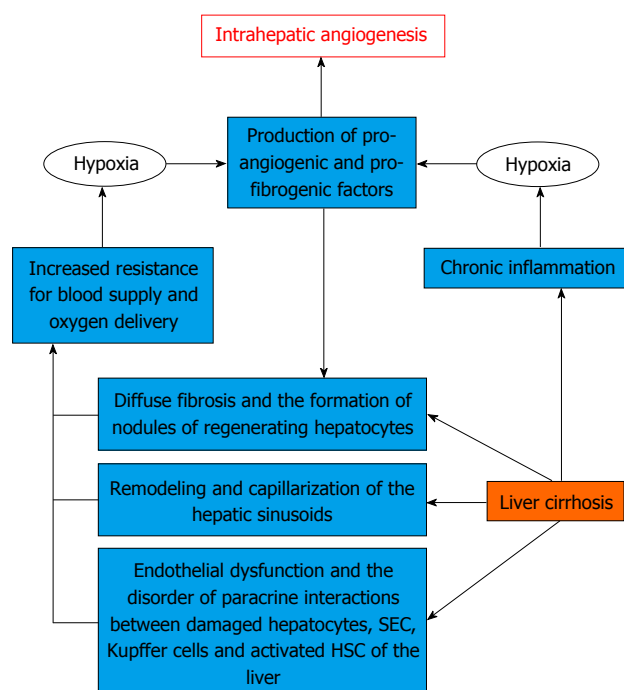 Intrahepatic angiogenesis
Production of pro-
angiogenic and pro-
fibrogenic factors
Hypoxia
Hypoxia
Increased resistance
for blood supply and
oxygen delivery
Chronic inflammation
Diffuse fibrosis and the formation of
nodules of regenerating hepatocytes
Remodeling and capillarization of the
hepatic sinusoids
Liver cirrhosis
Endothelial dysfunction and the
disorder of paracrine interactions
between damaged hepatocytes, SEC,
Kupffer cells and activated HSC of the
liver